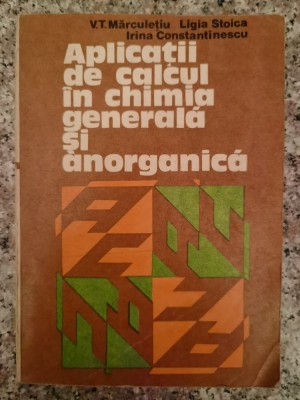 V.T. Mărculețiu Ligia Stoica
Irina Constantinescu
Aplicații
de calcul
în chimia
generală
și
anorganică